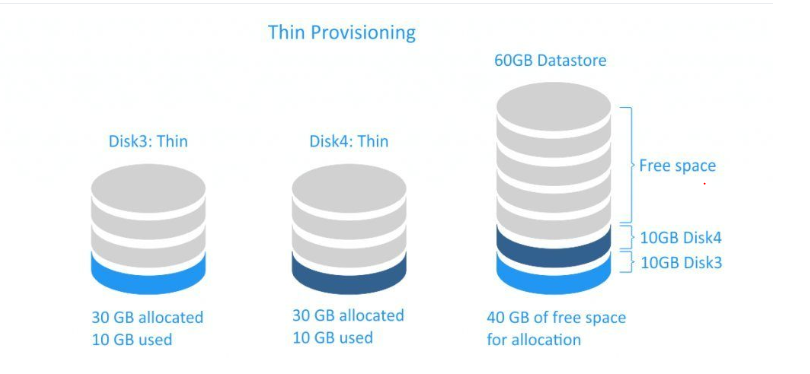 Thin Provisioning
60GB Datastore
Disk3: Thin
Disk4: Thin
Free space
10GB Disk4
10GB Disk3
30 GB allocated
10 GB used
30 GB allocated
10 GB used
40 GB of free space
for allocation